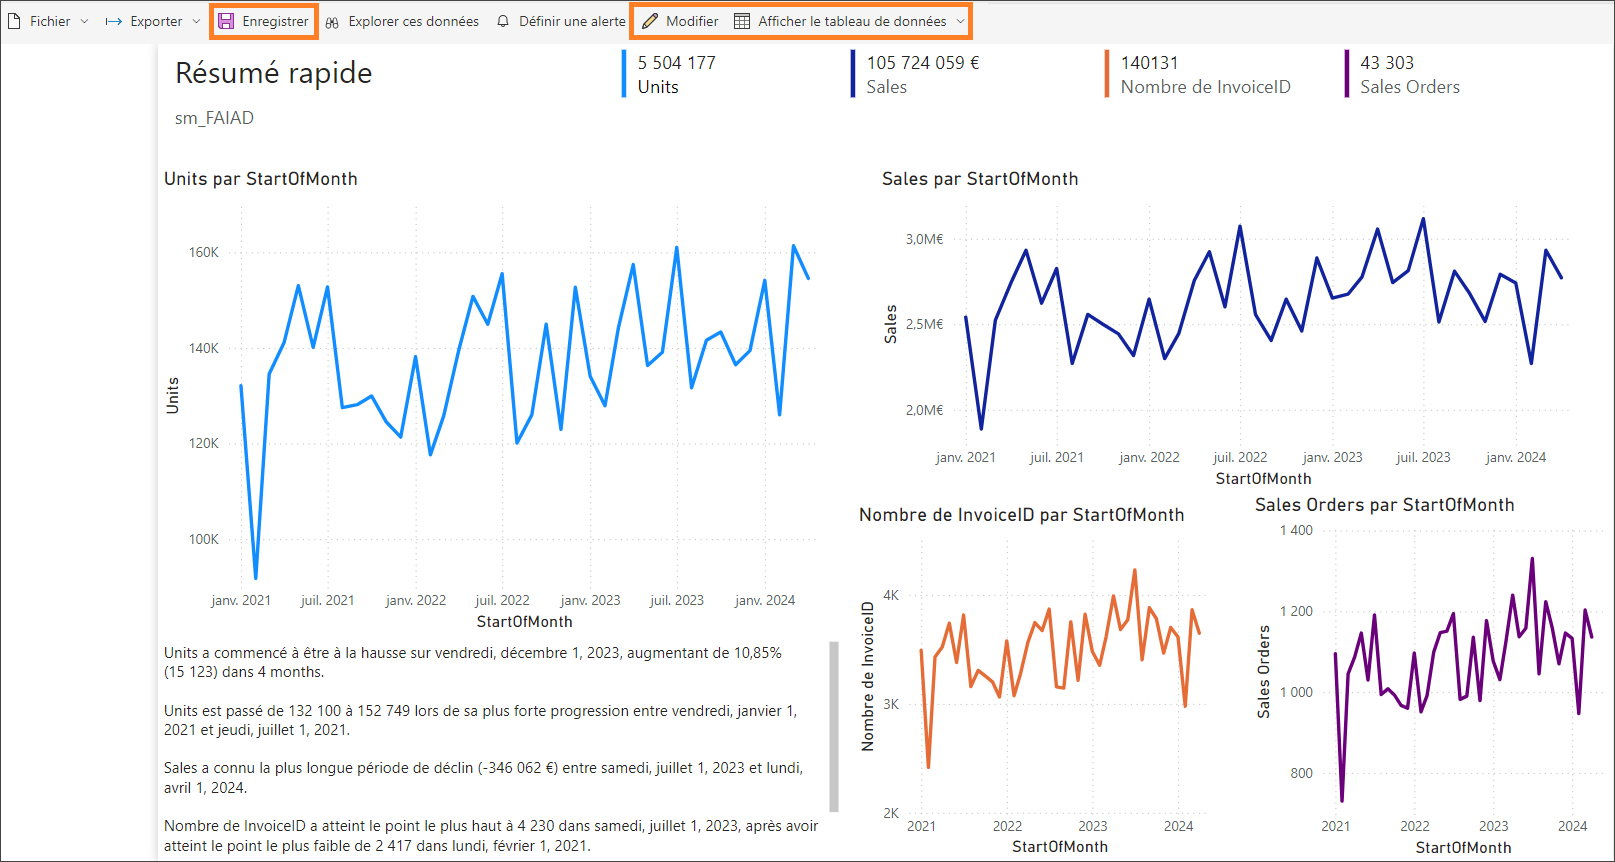 Fichier Exporter Enregistrer Explorer ces données Définir une alerte Modifier Afficher le tableau de données
Résumé rapide
sm_FAIAD
5 504 177
Units
105 724 059 €
Sales
140131
Nombre de InvoiceID
43 303
Sales Orders
Units par StartOfMonth
160K
140K
120K
100K
Units
janv. 2021 juil. 2021 janv. 2022 juil. 2022 janv. 2023 juil. 2023 janv. 2024
StartOfMonth
Sales par StartOfMonth
3,0M€
2,5M€
2,0M€
Sales
janv. 2021 juil. 2021 janv. 2022 juil. 2022 janv. 2023 juil. 2023 janv. 2024
StartOfMonth
Units a commencé à être à la hausse sur vendredi, décembre 1, 2023, augmentant de 10,85%
(15 123) dans 4 months.
Units est passé de 132 100 à 152 749 lors de sa plus forte progression entre vendredi, janvier 1,
2021 et jeudi, juillet 1, 2021.
Sales a connu la plus longue période de déclin (-346 062 €) entre samedi, juillet 1, 2023 et lundi,
avril 1, 2024.
Nombre de InvoiceID a atteint le point le plus haut à 4 230 dans samedi, juillet 1, 2023, après avoir
atteint le point le plus faible de 2 417 dans lundi, février 1, 2021.
Nombre de InvoiceID par StartOfMonth
4K
3K
2K
Nombre de InvoiceID
2021 2022 2023 2024
StartOfMonth
Sales Orders par StartOfMonth
1 400
1 200
1 000
800
Sales Orders
2021 2022 2023 2024
StartOfMonth